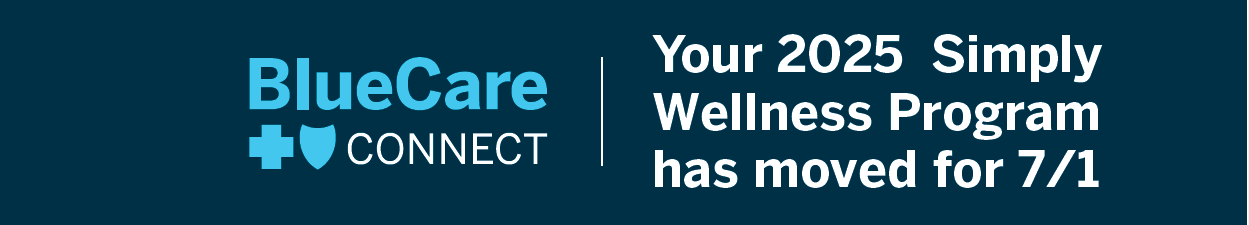 BlueCare
CONNECT
Your 2025  Simply
Wellness Program
has moved for 7/1